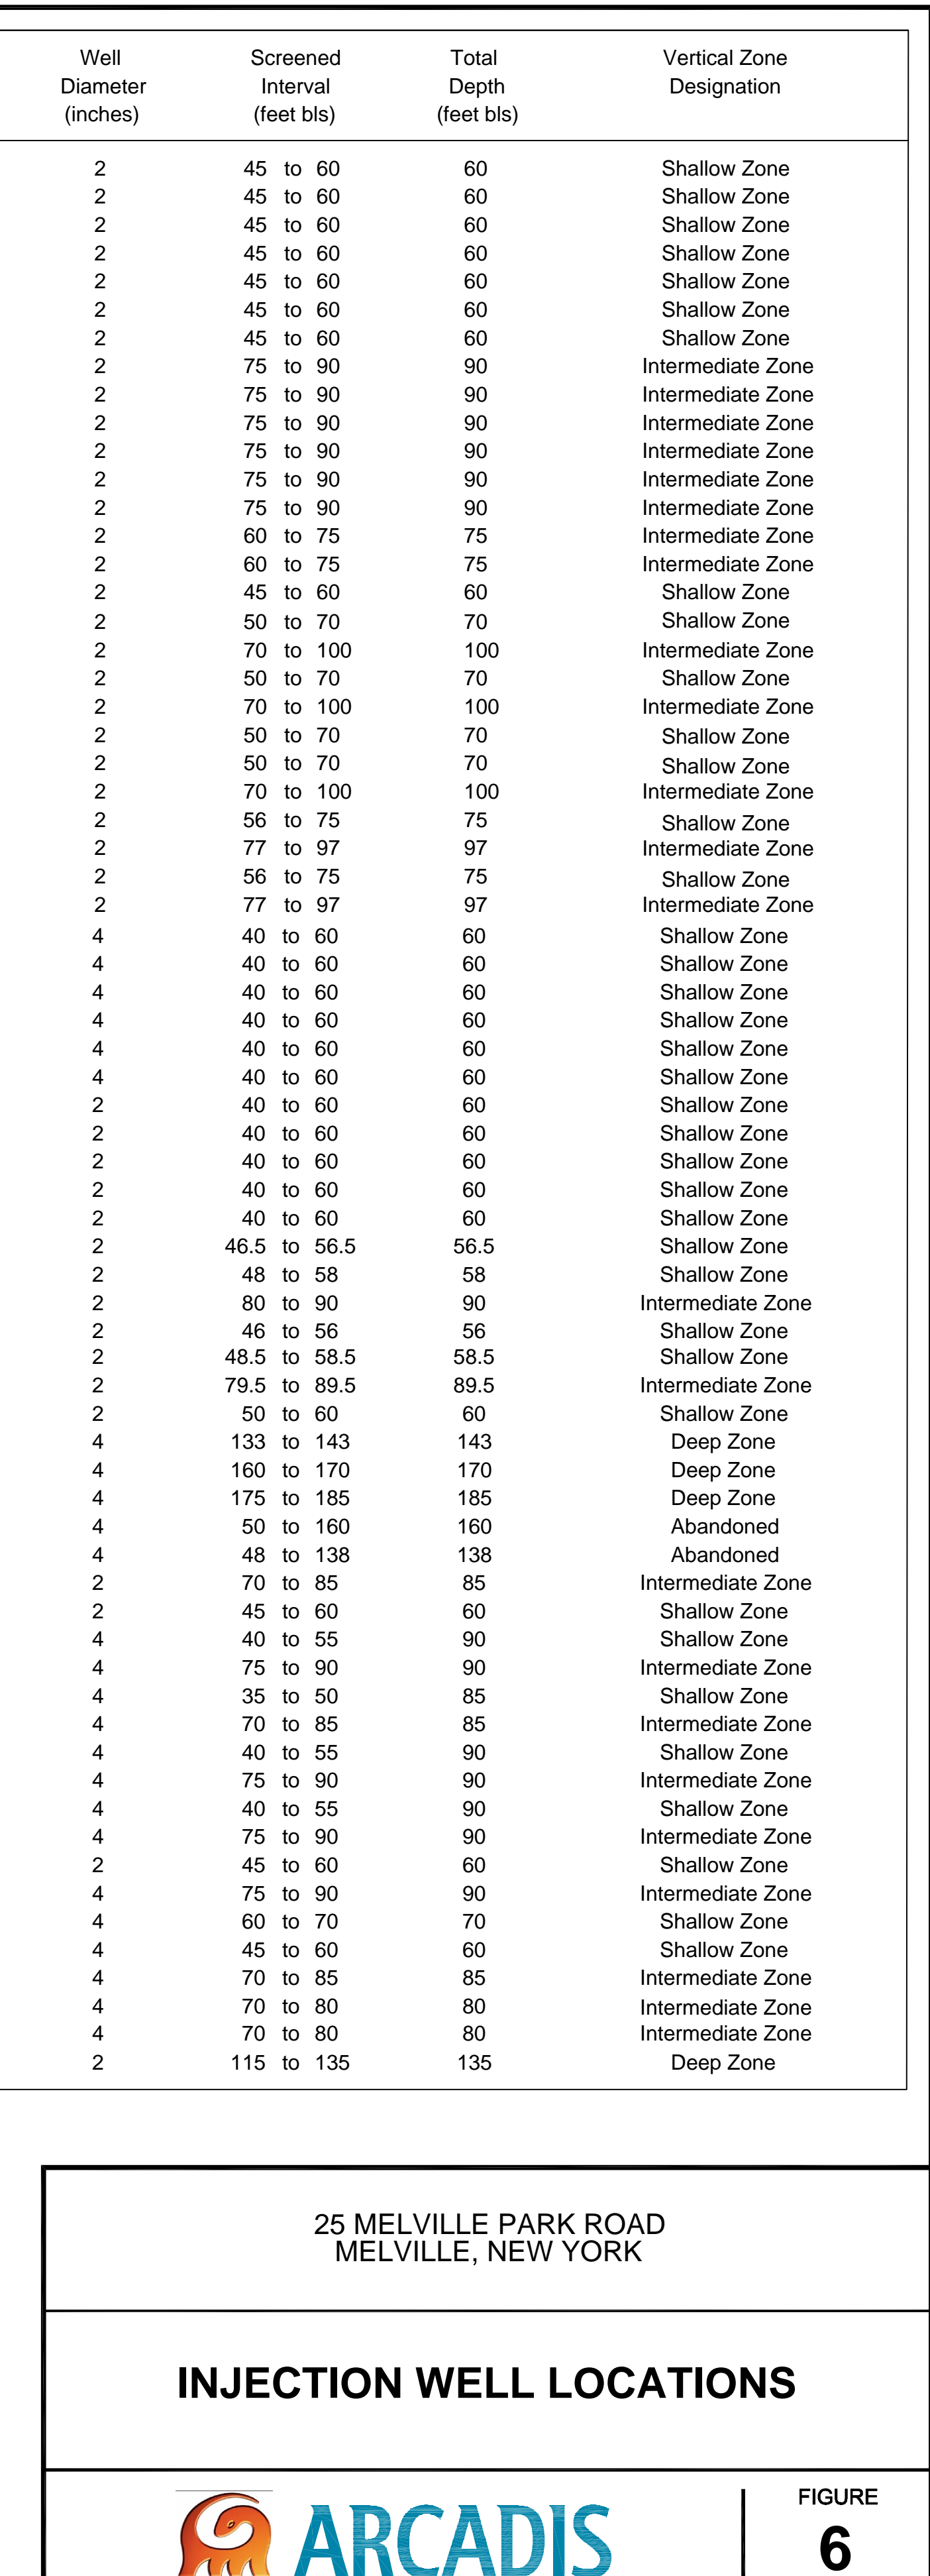 Well Screened Total Vertical Zone
Diameter Interval Depth Designation
(inches) (feet bls) (feet bls)
2 45 to 60 60 Shallow Zone
2 45 to 60 60 Shallow Zone
2 45 to 60 60 Shallow Zone
2 45 to 60 60 Shallow Zone
2 45 to 60 60 Shallow Zone
2 45 to 60 60 Shallow Zone
2 45 to 60 60 Shallow Zone
2 75 to 90 90 Intermediate Zone
2 75 to 90 90 Intermediate Zone
2 75 to 90 90 Intermediate Zone
2 75 to 90 90 Intermediate Zone
2 75 to 90 90 Intermediate Zone
2 75 to 90 90 Intermediate Zone
2 60 to 75 75 Intermediate Zone
2 60 to 75 75 Intermediate Zone
2 45 to 60 60 Shallow Zone
2 50 to 70 70 Shallow Zone
2 70 to 100 100 Intermediate Zone
2 50 to 70 70 Shallow Zone
2 70 to 100 100 Intermediate Zone
2 50 to 70 70 Shallow Zone
2 50 to 70 70 Shallow Zone
2 70 to 100 100 Intermediate Zone
2 56 to 75 75 Shallow Zone
2 77 to 97 97 Intermediate Zone
2 56 to 75 75 Shallow Zone
2 77 to 97 97 Intermediate Zone
4 40 to 60 60 Shallow Zone
4 40 to 60 60 Shallow Zone
4 40 to 60 60 Shallow Zone
4 40 to 60 60 Shallow Zone
4 40 to 60 60 Shallow Zone
4 40 to 60 60 Shallow Zone
2 40 to 60 60 Shallow Zone
2 40 to 60 60 Shallow Zone
2 40 to 60 60 Shallow Zone
2 40 to 60 60 Shallow Zone
2 40 to 60 60 Shallow Zone
2 46.5 to 56.5 56.5 Shallow Zone
2 48 to 58 58 Shallow Zone
2 80 to 90 90 Intermediate Zone
2 46 to 56 56 Shallow Zone
2 48.5 to 58.5 58.5 Shallow Zone
2 79.5 to 89.5 89.5 Intermediate Zone
2 50 to 60 60 Shallow Zone
4 133 to 143 143 Deep Zone
4 160 to 170 170 Deep Zone
4 175 to 185 185 Deep Zone
4 50 to 160 160 Abandoned
4 48 to 138 138 Abandoned
2 70 to 85 85 Intermediate Zone
2 45 to 60 60 Shallow Zone
4 40 to 55 90 Shallow Zone
4 75 to 90 90 Intermediate Zone
4 35 to 50 85 Shallow Zone
4 70 to 85 85 Intermediate Zone
4 40 to 55 90 Shallow Zone
4 75 to 90 90 Intermediate Zone
4 40 to 55 90 Shallow Zone
4 75 to 90 90 Intermediate Zone
2 45 to 60 60 Shallow Zone
4 75 to 90 90 Intermediate Zone
4 60 to 70 70 Shallow Zone
4 45 to 60 60 Shallow Zone
4 70 to 85 85 Intermediate Zone
4 70 to 80 80 Intermediate Zone
4 70 to 80 80 Intermediate Zone
2 115 to 135 135 Deep Zone
25 MELVILLE PARK ROAD
MELVILLE, NEW YORK
INJECTION WELL LOCATIONS
ARCADIS
FIGURE
6